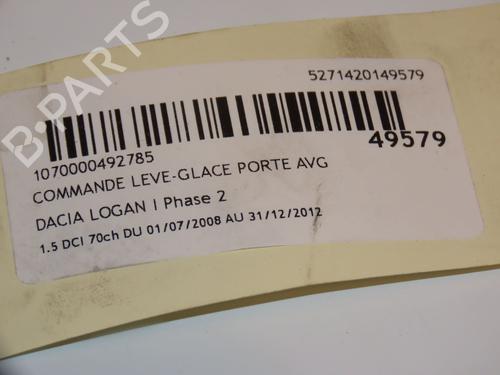 5271420149579
1070000492785
49579
COMMANDE LEVE-GLACE PORTE AVG
DACIA LOGAN I Phase 2
1.5 DCI 70ch DU 01/07/2008 AU 31/12/2012
B-PARTS